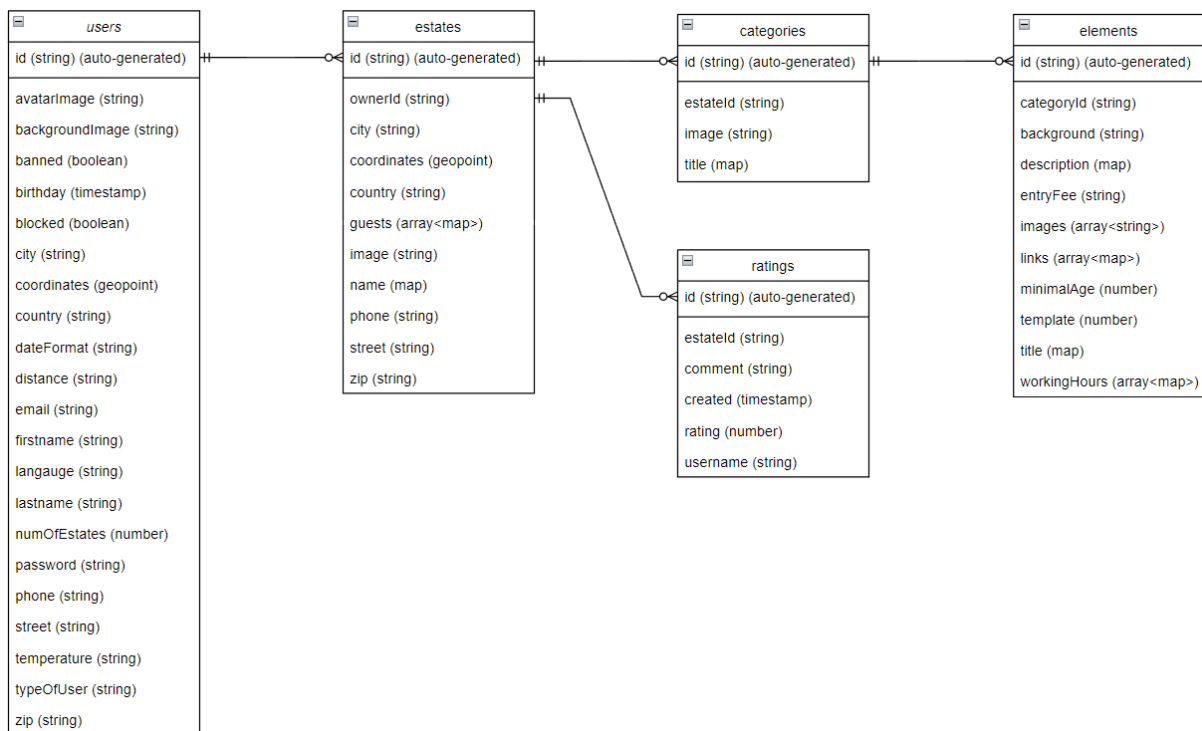 users
id (string) (auto-generated)
avatarImage (string)
backgroundImage (string)
banned (boolean)
birthday (timestamp)
blocked (boolean)
city (string)
coordinates (geopoint)
country (string)
dateFormat (string)
distance (string)
email (string)
firstname (string)
langauge (string)
lastname (string)
numOfEstates (number)
password (string)
phone (string)
street (string)
temperature (string)
typeOfUser (string)
zip (string)
estates
id (string) (auto-generated)
ownerId (string)
city (string)
coordinates (geopoint)
country (string)
guests (array<map>)
image (string)
name (map)
phone (string)
street (string)
zip (string)
categories
id (string) (auto-generated)
estateId (string)
image (string)
title (map)
ratings
id (string) (auto-generated)
estateId (string)
comment (string)
created (timestamp)
rating (number)
username (string)
elements
id (string) (auto-generated)
categoryId (string)
background (string)
description (map)
entryFee (string)
images (array<string>)
links (array<map>)
minimalAge (number)
template (number)
title (map)
workingHours (array<map>)